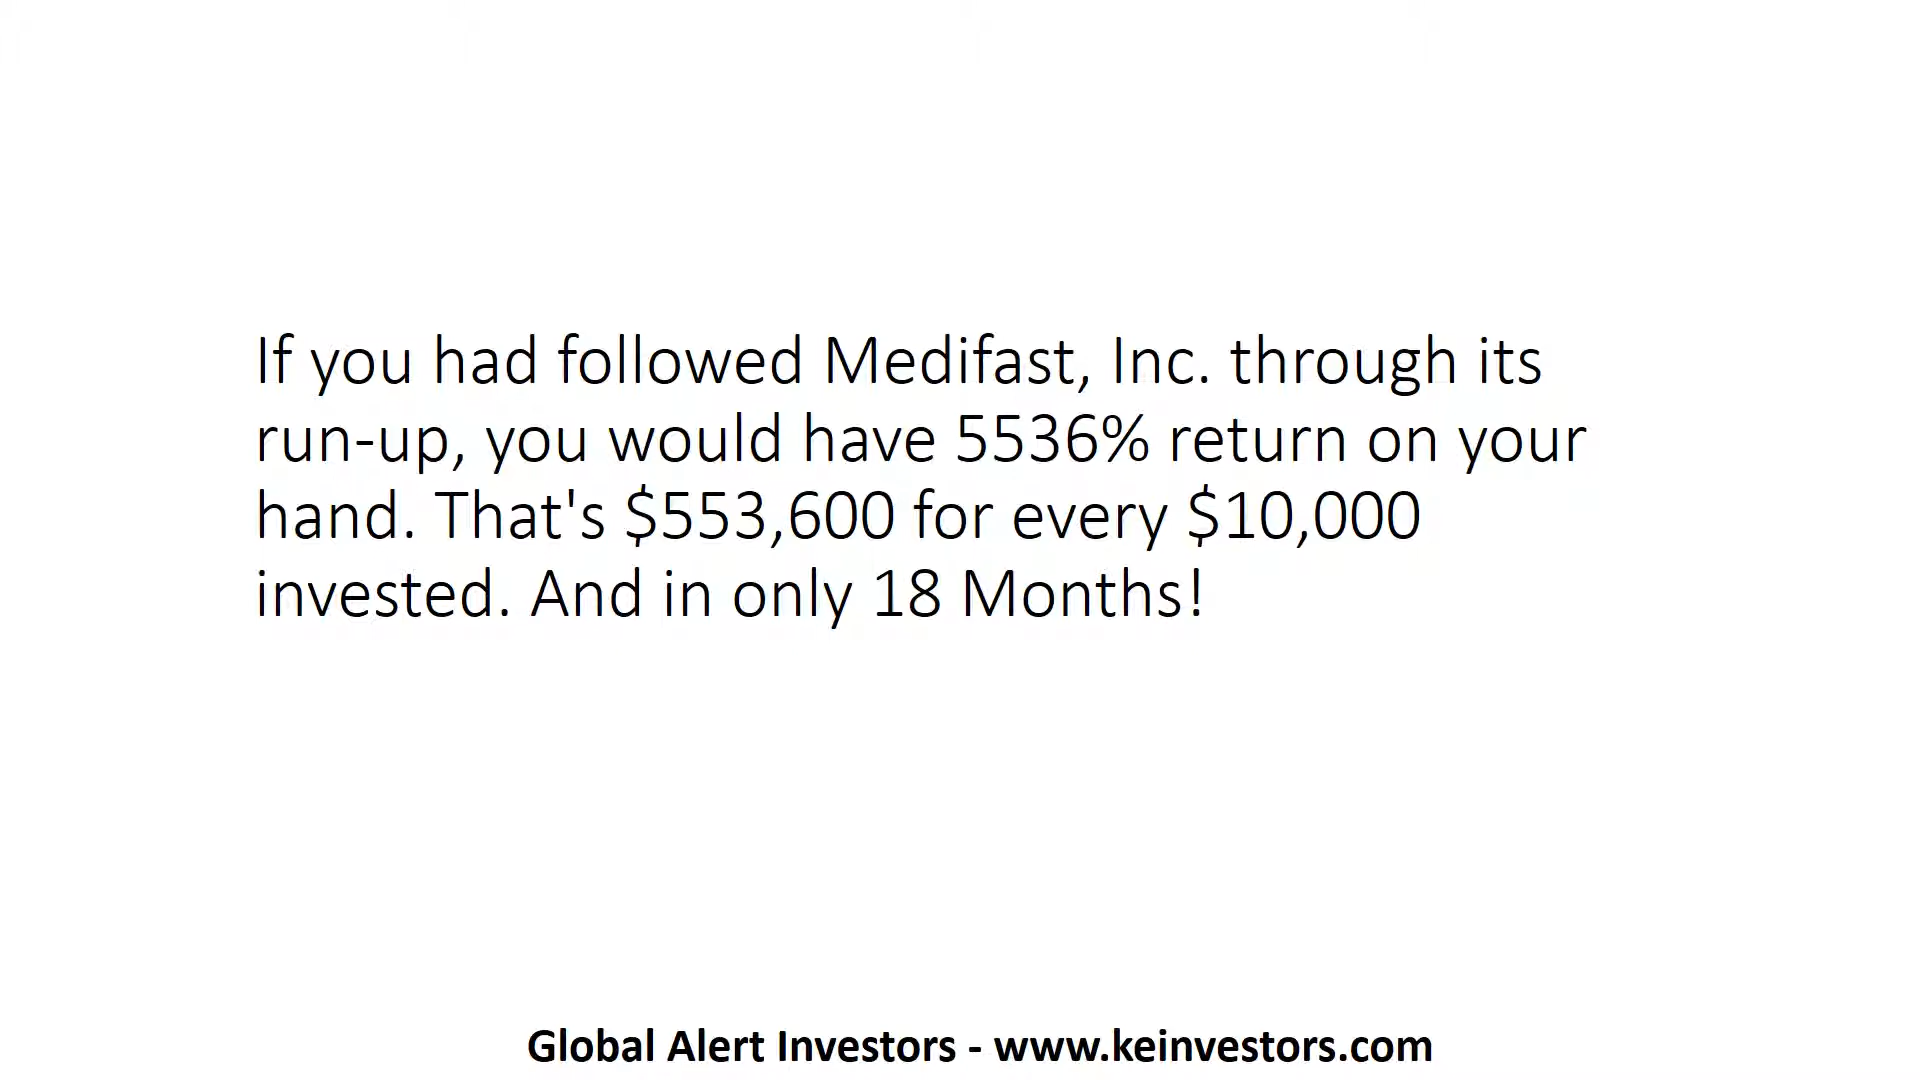 If you had followed Medifast, Inc. through its
run-up, you would have 5536% return on your
hand. That's $553,600 for every $10,000
invested. And in only 18 Months!
Global Alert Investors - www.keinvestors.com